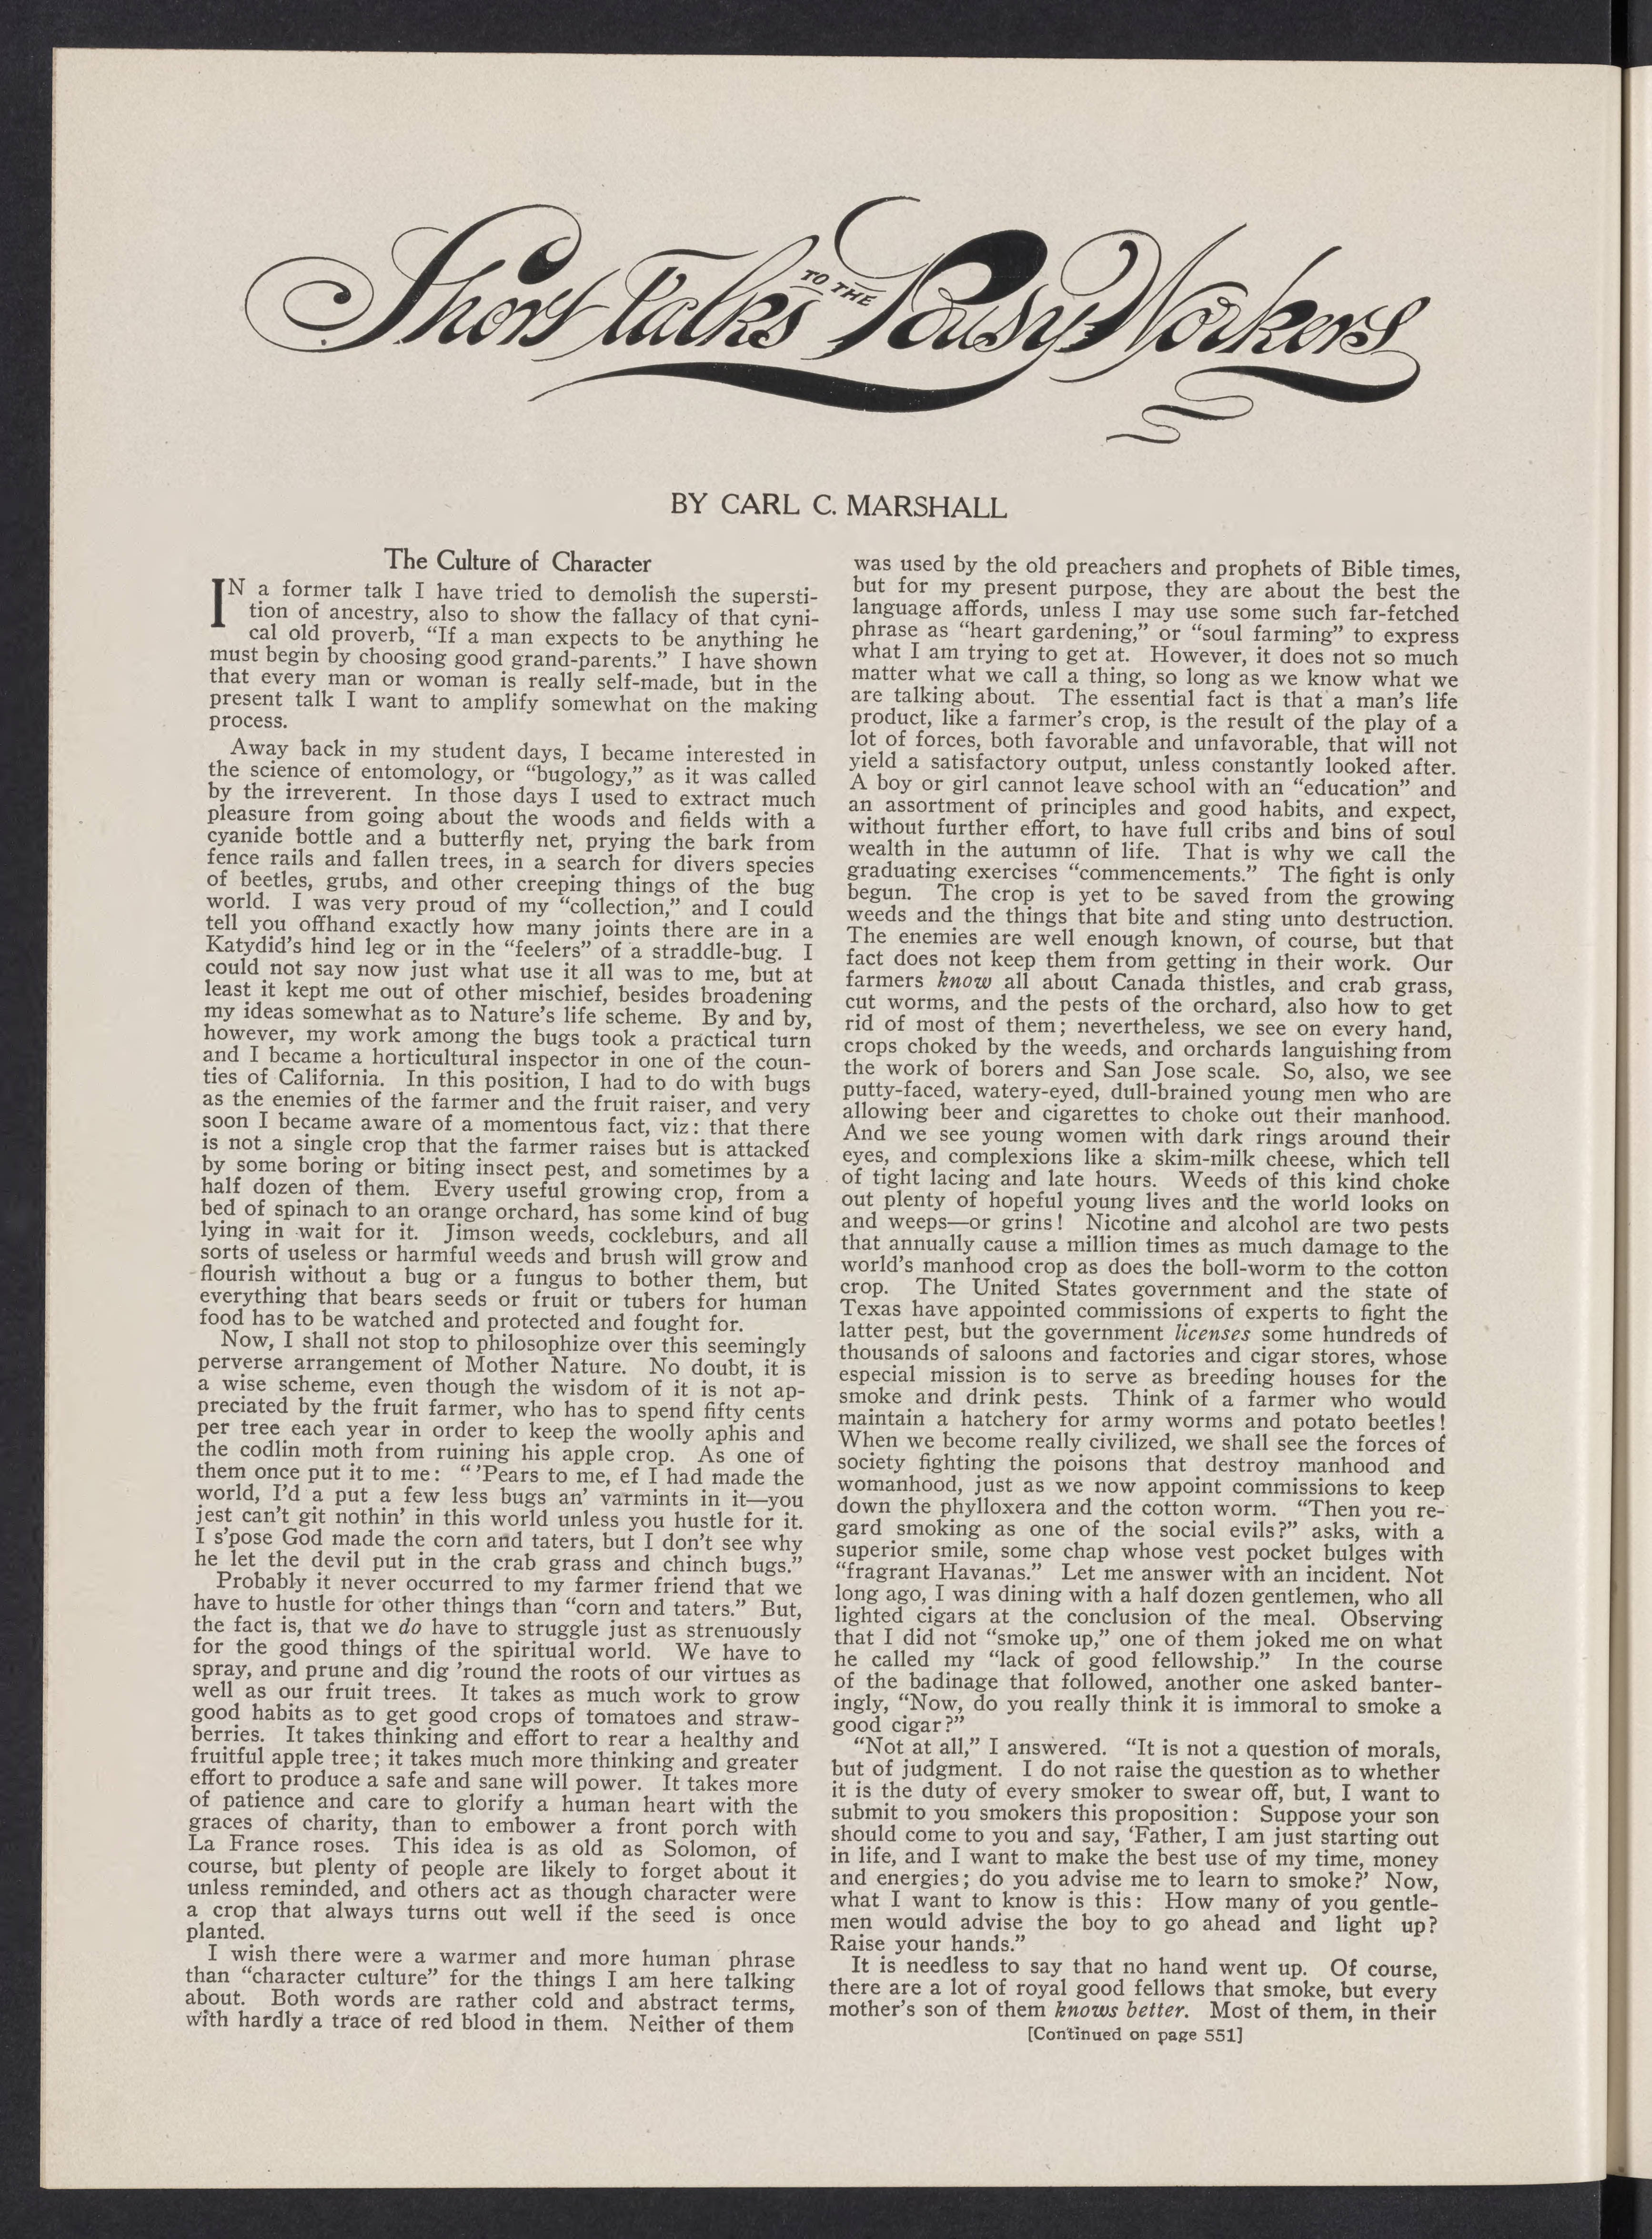 Short Talks TO THE Busy Workers
BY CARL C. MARSHALL
The Culture of Character
IN a former talk I have tried to demolish the supersti-
tion of ancestry, also to show the fallacy of that cyni-
cal old proverb, “If a man expects to be anything he
must begin by choosing good grand-parents.” I have shown
that every man or woman is really self-made, but in the
present talk I want to amplify somewhat on the making
process.
Away back in my student days, I became interested in
the science of entomology, or “bugology,” as it was called
by the irreverent. In those days I used to extract much
pleasure from going about the woods and fields with a
cyanide bottle and a butterfly net, prying the bark from
fence rails and fallen trees, in a search for divers species
of beetles, grubs, and other creeping things of the bug
world. I was very proud of my “collection,” and I could
tell you offhand exactly how many joints there are in a
Katydid’s hind leg or in the “feelers” of a straddle-bug. I
could not say now just what use it all was to me, but at
least it kept me out of other mischief, besides broadening
my ideas somewhat as to Nature’s life scheme. By and by,
however, my work among the bugs took a practical turn
and I became a horticultural inspector in one of the coun-
ties of California. In this position, I had to do with bugs
as the enemies of the farmer and the fruit raiser, and very
soon I became aware of a momentous fact, viz: that there
is not a single crop that the farmer raises but is attacked
by some boring or biting insect pest, and sometimes by a
half dozen of them. Every useful growing crop, from a
bed of spinach to an orange orchard, has some kind of bug
lying in wait for it. Jimson weeds, cockleburs, and all
sorts of useless or harmful weeds and brush will grow and
flourish without a bug or a fungus to bother them, but
everything that bears seeds or fruit or tubers for human
food has to be watched and protected and fought for.
Now, I shall not stop to philosophize over this seemingly
perverse arrangement of Mother Nature. No doubt, it is
a wise scheme, even though the wisdom of it is not ap-
preciated by the fruit farmer, who has to spend fifty cents
per tree each year in order to keep the woolly aphis and
the codlin moth from ruining his apple crop. As one of
them once put it to me: “ ’Pears to me, ef I had made the
world, I’d a put a few less bugs an’ varmints in it—you
jest can’t git nothin’ in this world unless you hustle for it.
I s’pose God made the corn and taters, but I don’t see why
he let the devil put in the crab grass and chinch bugs.”
Probably it never occurred to my farmer friend that we
have to hustle for other things than “corn and taters.” But,
the fact is, that we do have to struggle just as strenuously
for the good things of the spiritual world. We have to
spray, and prune and dig ’round the roots of our virtues as
well as our fruit trees. It takes as much work to grow
good habits as to get good crops of tomatoes and straw-
berries. It takes thinking and effort to rear a healthy and
fruitful apple tree; it takes much more thinking and greater
effort to produce a safe and sane will power. It takes more
of patience and care to glorify a human heart with the
graces of charity, than to embower a front porch with
La France roses. This idea is as old as Solomon, of
course, but plenty of people are likely to forget about it
unless reminded, and others act as though character were
a crop that always turns out well if the seed is once
planted.
I wish there were a warmer and more human phrase
than “character culture” for the things I am here talking
about. Both words are rather cold and abstract terms,
with hardly a trace of red blood in them. Neither of them
was used by the old preachers and prophets of Bible times,
but for my present purpose, they are about the best the
language affords, unless I may use some such far-fetched
phrase as “heart gardening,” or “soul farming” to express
what I am trying to get at. However, it does not so much
matter what we call a thing, so long as we know what we
are talking about. The essential fact is that a man’s life
product, like a farmer’s crop, is the result of the play of a
lot of forces, both favorable and unfavorable, that will not
yield a satisfactory output, unless constantly looked after.
A boy or girl cannot leave school with an “education” and
an assortment of principles and good habits, and expect,
without further effort, to have full cribs and bins of soul
wealth in the autumn of life. That is why we call the
graduating exercises “commencements.” The fight is only
begun. The crop is yet to be saved from the growing
weeds and the things that bite and sting unto destruction.
The enemies are well enough known, of course, but that
fact does not keep them from getting in their work. Our
farmers know all about Canada thistles, and crab grass,
cut worms, and the pests of the orchard, also how to get
rid of most of them; nevertheless, we see on every hand,
crops choked by the weeds, and orchards languishing from
the work of borers and San Jose scale. So, also, we see
putty-faced, watery-eyed, dull-brained young men who are
allowing beer and cigarettes to choke out their manhood.
And we see young women with dark rings around their
eyes, and complexions like a skim-milk cheese, which tell
of tight lacing and late hours. Weeds of this kind choke
out plenty of hopeful young lives and the world looks on
and weeps—or grins! Nicotine and alcohol are two pests
that annually cause a million times as much damage to the
world’s manhood crop as does the boll-worm to the cotton
crop. The United States government and the state of
Texas have appointed commissions of experts to fight the
latter pest, but the government licenses some hundreds of
thousands of saloons and factories and cigar stores, whose
especial mission is to serve as breeding houses for the
smoke and drink pests. Think of a farmer who would
maintain a hatchery for army worms and potato beetles!
When we become really civilized, we shall see the forces of
society fighting the poisons that destroy manhood and
womanhood, just as we now appoint commissions to keep
down the phylloxera and the cotton worm. “Then you re-
gard smoking as one of the social evils?” asks, with a
superior smile, some chap whose vest pocket bulges with
“fragrant Havanas.” Let me answer with an incident. Not
long ago, I was dining with a half dozen gentlemen, who all
lighted cigars at the conclusion of the meal. Observing
that I did not “smoke up,” one of them joked me on what
he called my “lack of good fellowship.” In the course
of the badinage that followed, another one asked banter-
ingly, “Now, do you really think it is immoral to smoke a
good cigar?”
“Not at all,” I answered. “It is not a question of morals,
but of judgment. I do not raise the question as to whether
it is the duty of every smoker to swear off, but, I want to
submit to you smokers this proposition: Suppose your son
should come to you and say, ‘Father, I am just starting out
in life, and I want to make the best use of my time, money
and energies; do you advise me to learn to smoke?’ Now,
what I want to know is this: How many of you gentle-
men would advise the boy to go ahead and light up?
Raise your hands.”
It is needless to say that no hand went up. Of course,
there are a lot of royal good fellows that smoke, but every
mother’s son of them knows better. Most of them, in their
[Continued on page 551]